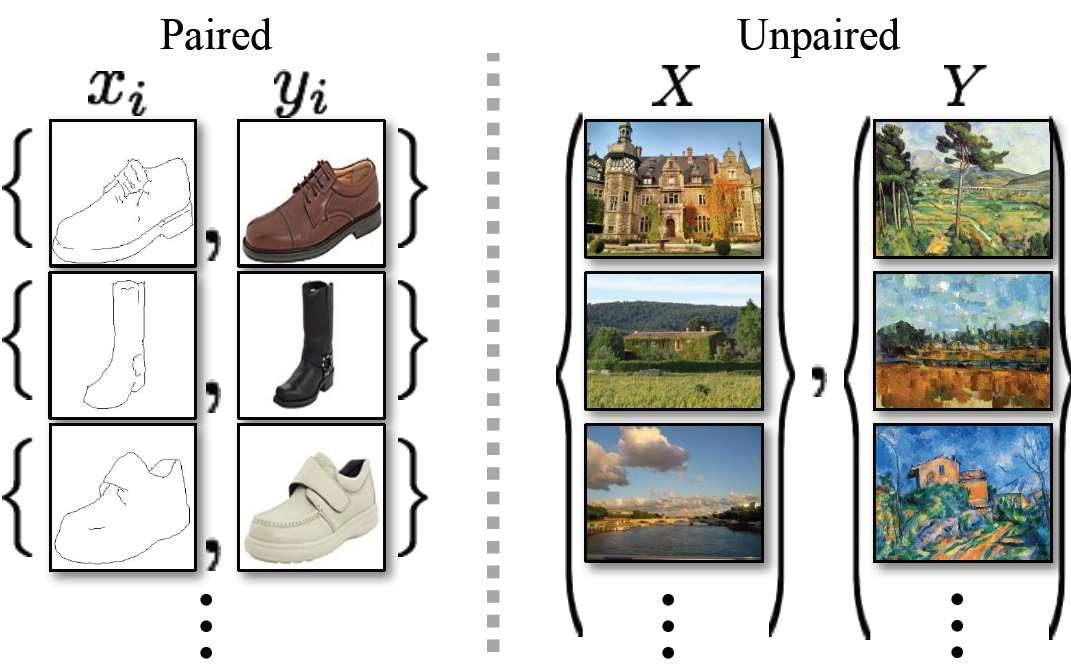 Paired
x_i
y_i
{ , }
{ , }
{ , }
⋮
Unpaired
X
Y
{ ⋮ } , { ⋮ }